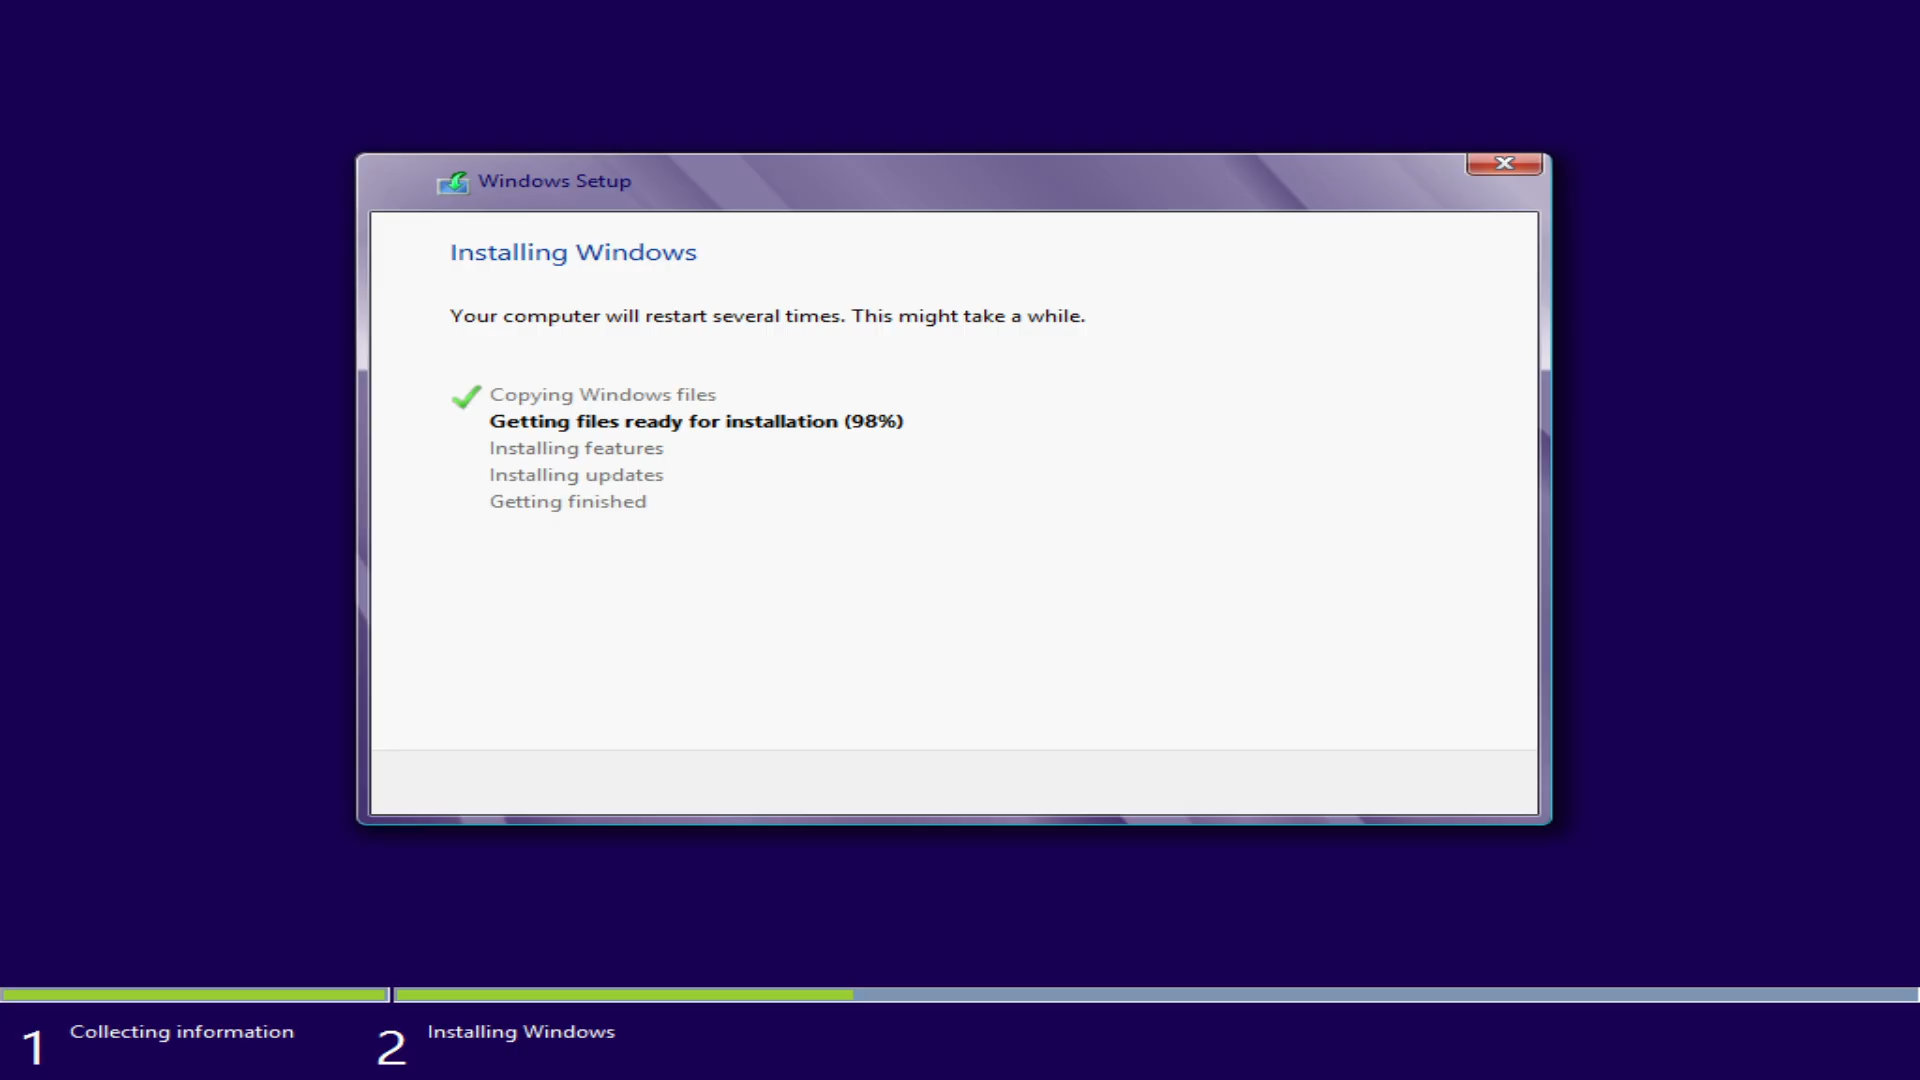 Windows Setup
Installing Windows
Your computer will restart several times. This might take a while.
Copying Windows files
Getting files ready for installation (98%)
Installing features
Installing updates
Getting finished
1 Collecting information
2 Installing Windows